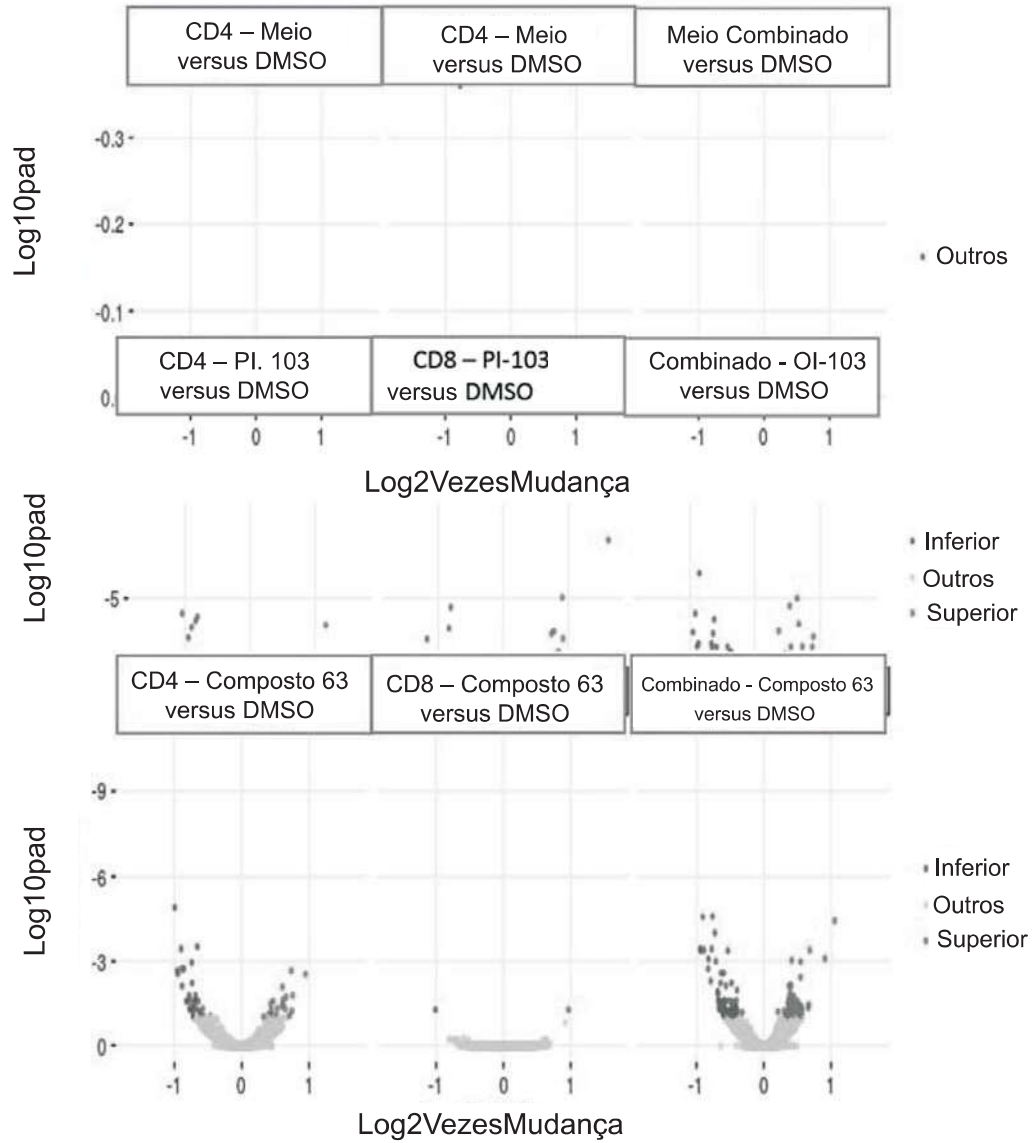 CD4 – Meio
versus DMSO
CD4 – Meio
versus DMSO
Meio Combinado
versus DMSO
Log10pad
-0.3
-0.2
-0.1
0.
Outros
CD4 – PI. 103
versus DMSO
CD8 – PI-103
versus DMSO
Combinado - OI-103
versus DMSO
-1 0 1
-1 0 1
-1 0 1
Log2VezesMudança
Log10pad
-5
Inferior
Outros
Superior
CD4 – Composto 63
versus DMSO
CD8 – Composto 63
versus DMSO
Combinado - Composto 63
versus DMSO
Log10pad
-9
-6
-3
0
Inferior
Outros
Superior
-1 0 1
-1 0 1
-1 0 1
Log2VezesMudança